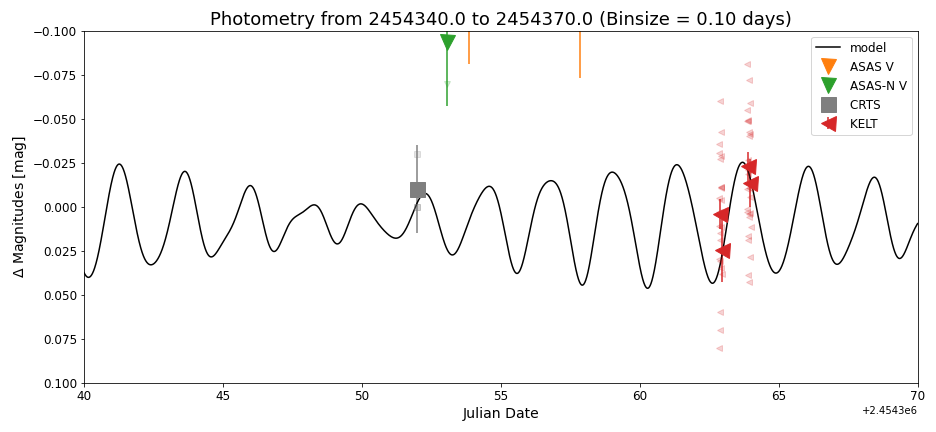 Photometry from 2454340.0 to 2454370.0 (Binsize = 0.10 days)
−0.100
−0.075
−0.050
−0.025
0.000
0.025
0.050
0.075
0.100
Δ Magnitudes [mag]
model
ASAS V
ASAS-N V
CRTS
KELT
40
45
50
55
60
65
70
+2.4543e6
Julian Date